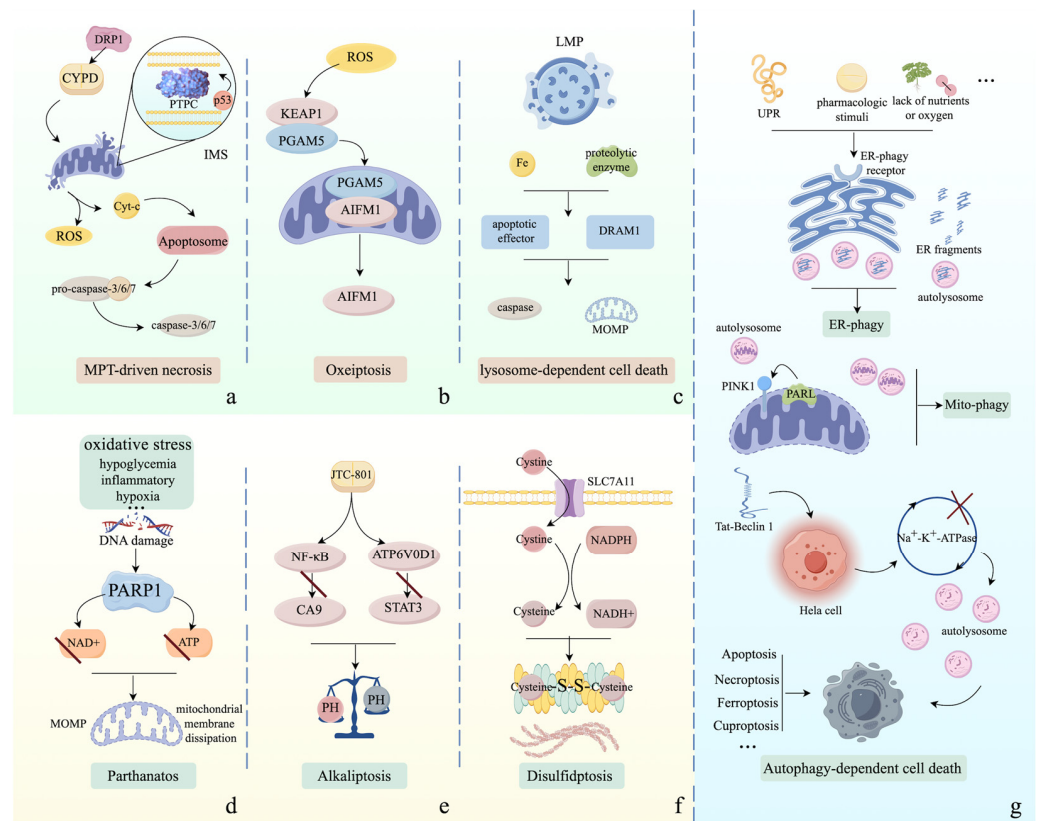 DRP1
CYPD
PTPC
p53
IMS
Cyt-c
ROS
Apoptosome
pro-caspase-3/6/7
caspase-3/6/7
MPT-driven necrosis
a
ROS
KEAP1
PGAM5
PGAM5
AIFM1
AIFM1
Oxeiptosis
b
LMP
Fe
proteolytic
enzyme
apoptotic
effector
DRAM1
caspase
MOMP
lysosome-dependent cell death
c
oxidative stress
hypoglycemia
inflammatory
hypoxia
...
DNA damage
PARP1
NAD+
ATP
MOMP
mitochondrial
membrane
dissipation
Parthanatos
d
JTC-801
NF-κB
ATP6V0D1
CA9
STAT3
PH
PH
Alkaliptosis
e
Cystine
SLC7A11
Cystine
NADPH
Cysteine
NADH+
Cysteine-S-S-Cysteine
Disulfidptosis
f
UPR
pharmacologic
stimuli
lack of nutrients
or oxygen
...
ER-phagy
receptor
ER fragments
autolysosome
ER-phagy
autolysosome
PINK1
PARL
Mito-phagy
Tat-Beclin 1
Hela cell
Na⁺-K⁺-ATPase
autolysosome
Apoptosis
Necroptosis
Ferroptosis
Cuproptosis
...
Autophagy-dependent cell death
g